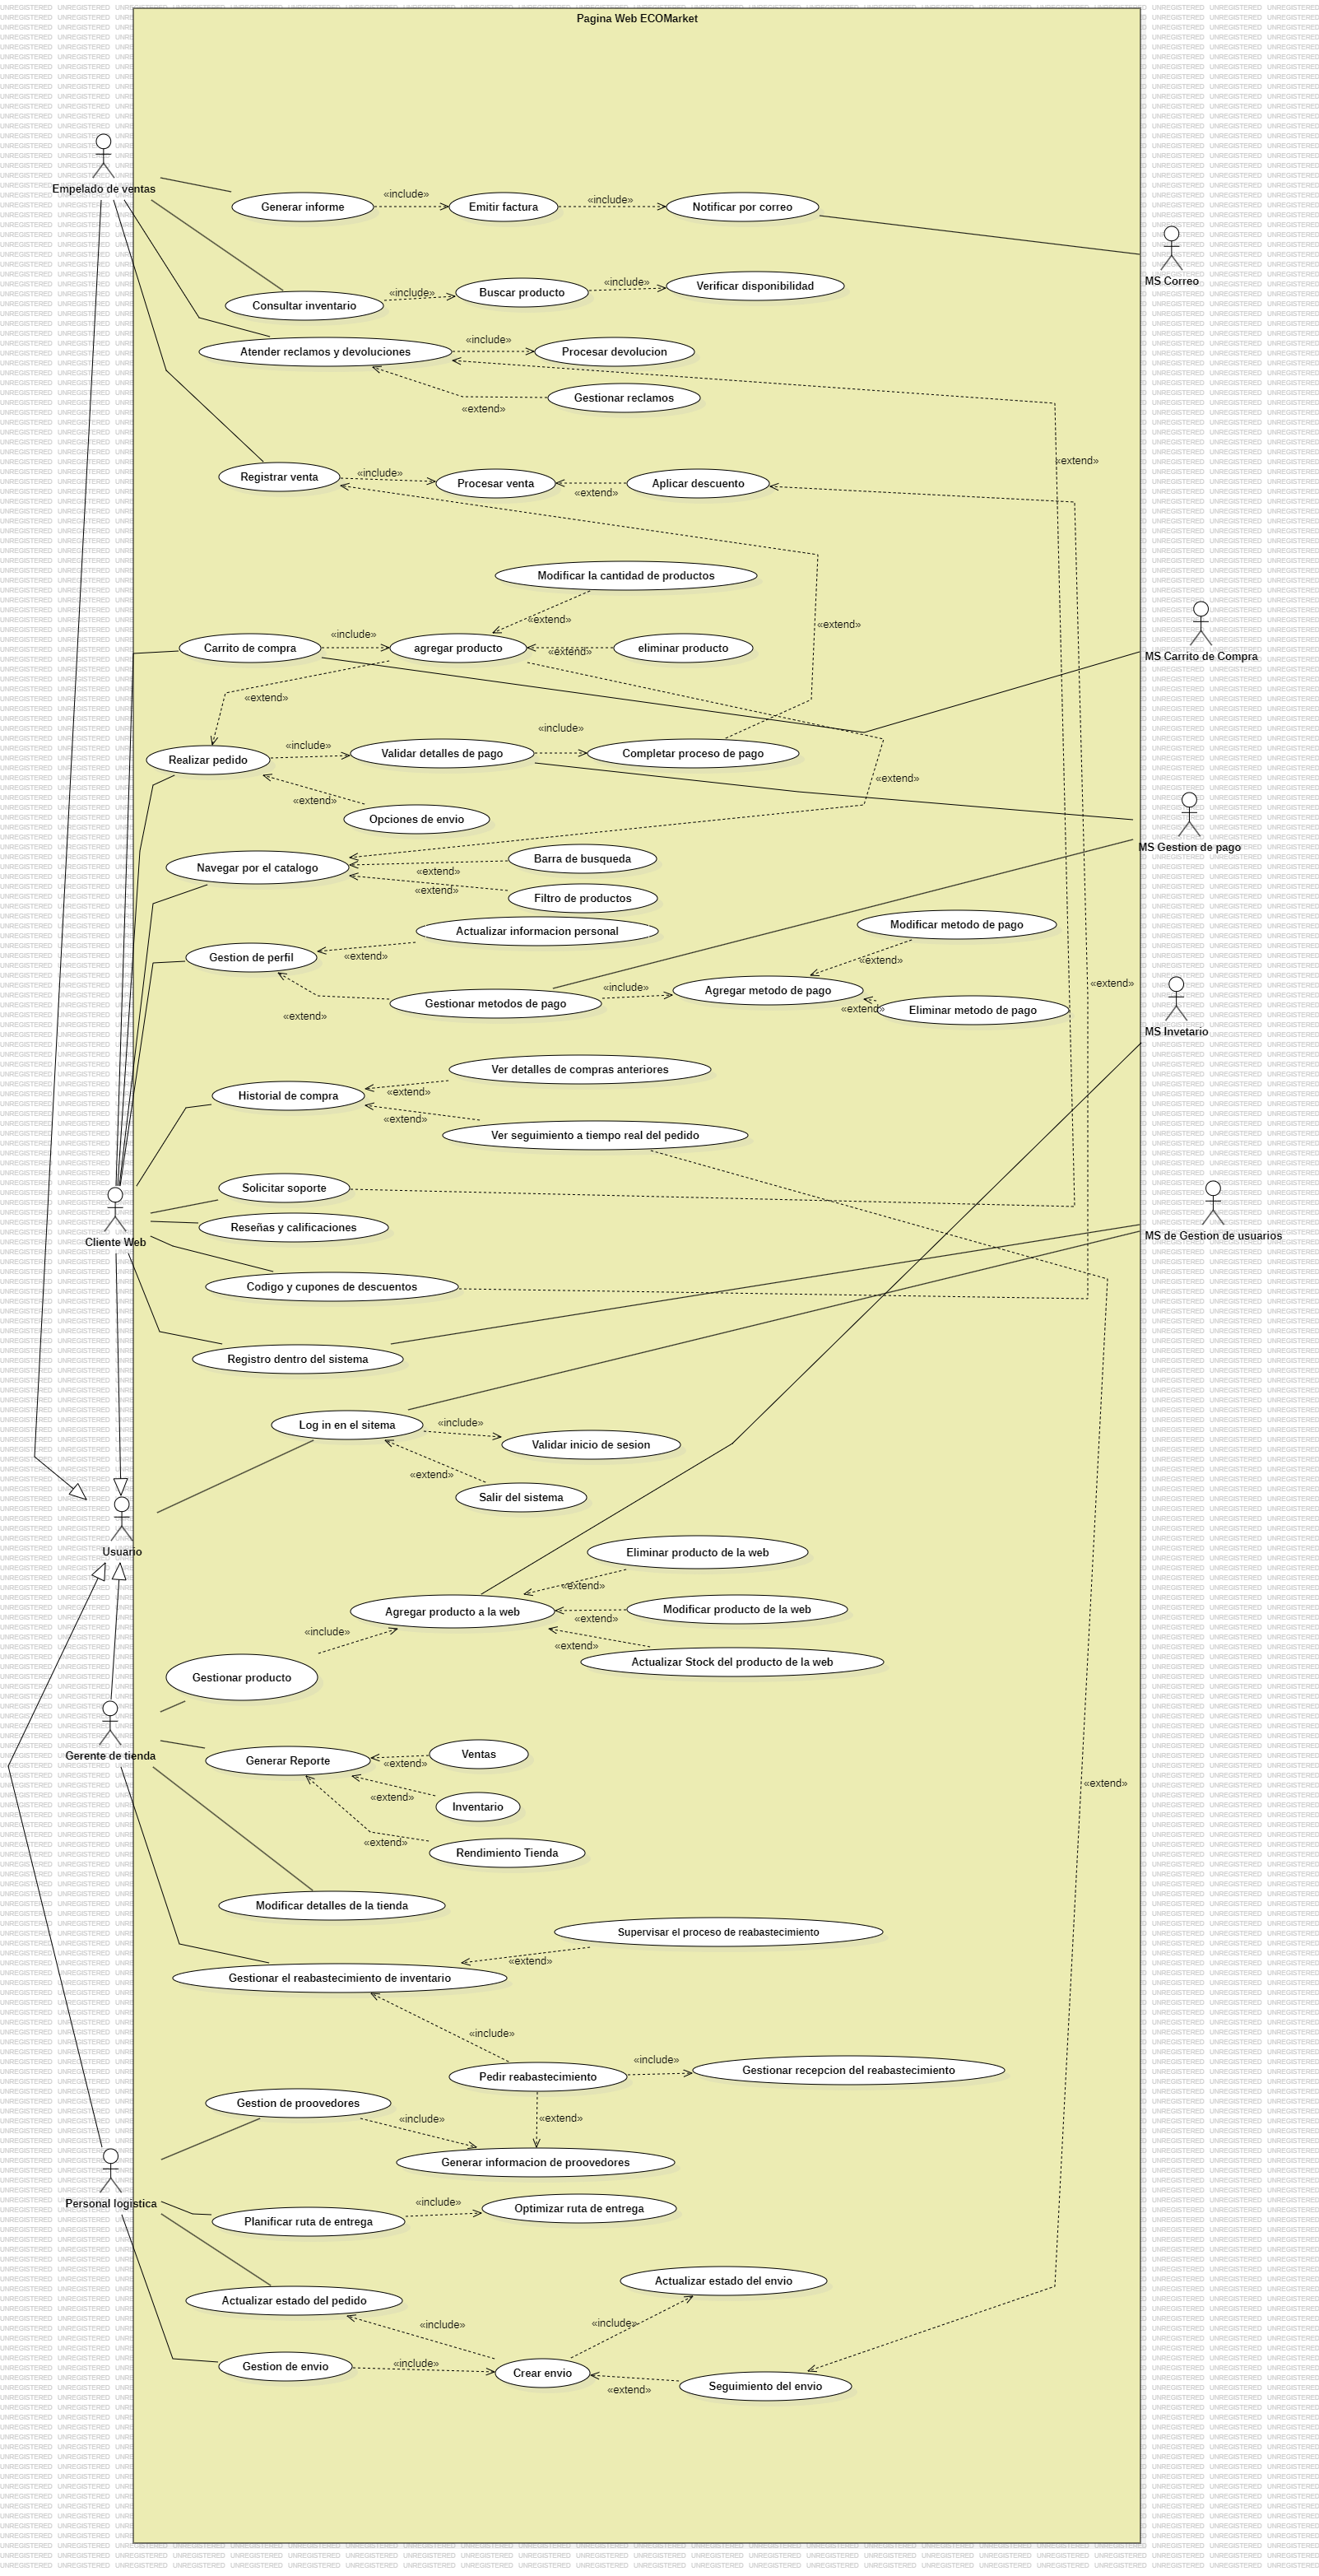 Pagina Web ECOMarket
Empelado de ventas
Generar informe
«include»
Emitir factura
«include»
Notificar por correo
MS Correo
Consultar inventario
«include»
Buscar producto
«include»
Verificar disponibilidad
Atender reclamos y devoluciones
«include»
Procesar devolucion
Gestionar reclamos
«extend»
«extend»
Registrar venta
«include»
Procesar venta
«extend»
Aplicar descuento
Modificar la cantidad de productos
«extend»
«extend»
Carrito de compra
«include»
agregar producto
«extend»
eliminar producto
MS Carrito de Compra
«extend»
Realizar pedido
«include»
Validar detalles de pago
«include»
Completar proceso de pago
«extend»
«extend»
Opciones de envio
MS Gestion de pago
Navegar por el catalogo
Barra de busqueda
«extend»
«extend»
Filtro de productos
Actualizar informacion personal
Modificar metodo de pago
Gestion de perfil
«extend»
«extend»
«extend»
Gestionar metodos de pago
«include»
Agregar metodo de pago
«extend»
Eliminar metodo de pago
«extend»
MS Invetario
Ver detalles de compras anteriores
Historial de compra
«extend»
«extend»
Ver seguimiento a tiempo real del pedido
Solicitar soporte
Reseñas y calificaciones
Cliente Web
MS de Gestion de usuarios
Codigo y cupones de descuentos
Registro dentro del sistema
Log in en el sitema
«include»
Validar inicio de sesion
«extend»
Salir del sistema
Usuario
Eliminar producto de la web
«extend»
Agregar producto a la web
Modificar producto de la web
«extend»
«include»
«extend»
Actualizar Stock del producto de la web
Gestionar producto
Gerente de tienda
Generar Reporte
Ventas
«extend»
«extend»
Inventario
«extend»
Rendimiento Tienda
«extend»
Modificar detalles de la tienda
Supervisar el proceso de reabastecimiento
«extend»
Gestionar el reabastecimiento de inventario
«include»
Pedir reabastecimiento
«include»
Gestionar recepcion del reabastecimiento
Gestion de proovedores
«include»
«extend»
Generar informacion de proovedores
Personal logistica
Planificar ruta de entrega
«include»
Optimizar ruta de entrega
Actualizar estado del envio
Actualizar estado del pedido
«include»
«include»
Gestion de envio
«include»
Crear envio
«extend»
Seguimiento del envio